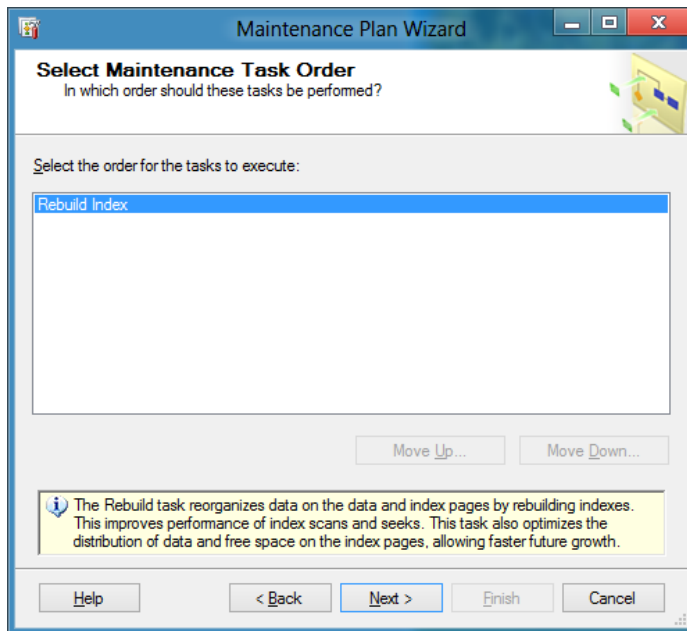 Maintenance Plan Wizard
Select Maintenance Task Order
In which order should these tasks be performed?
Select the order for the tasks to execute:
Rebuild Index
Move Up...
Move Down...
The Rebuild task reorganizes data on the data and index pages by rebuilding indexes.
This improves performance of index scans and seeks. This task also optimizes the
distribution of data and free space on the index pages, allowing faster future growth.
Help
< Back
Next >
Finish
Cancel